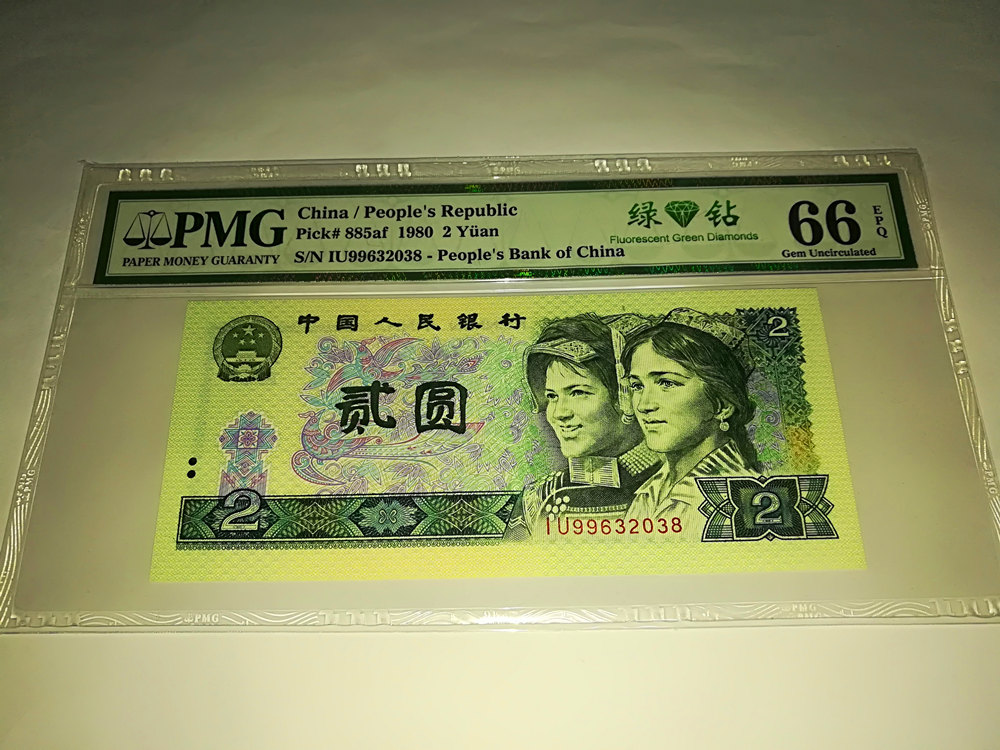 PMG
PAPER MONEY GUARANTY
China / People's Republic
Pick# 885af 1980 2 Yüan
S/N IU99632038 - People's Bank of China
绿 钻
Fluorescent Green Diamonds
66 EPQ
Gem Uncirculated
中国人民银行
贰圆
2
2
2
IU99632038
PMG
PMG